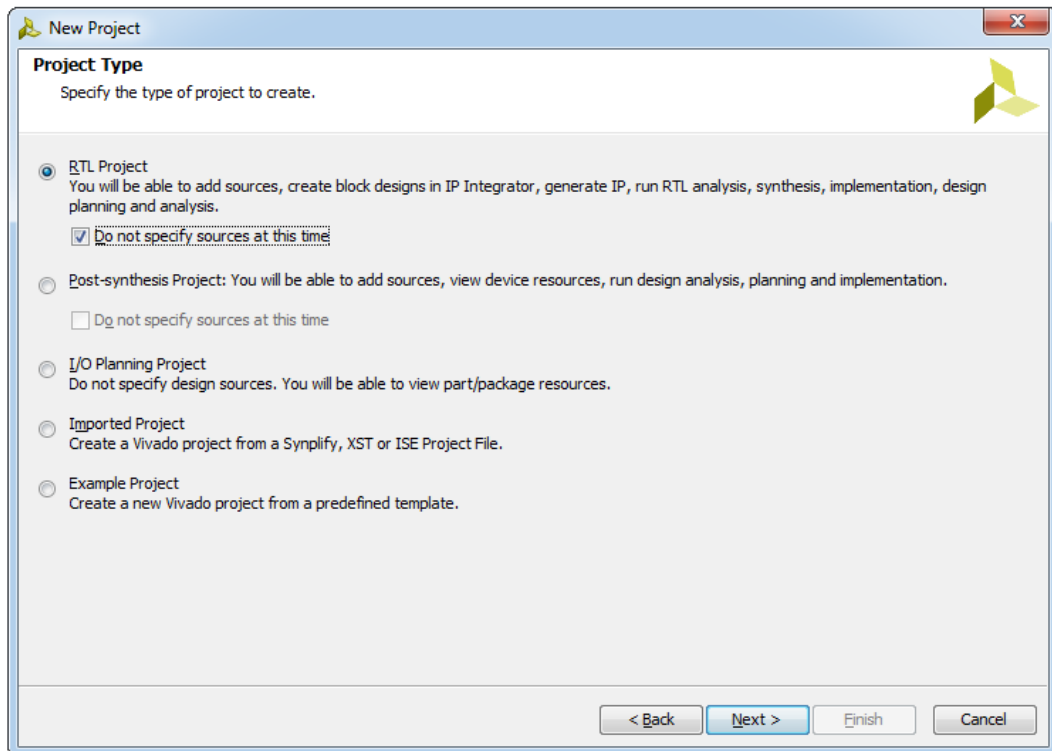 New Project
Project Type
Specify the type of project to create.
RTL Project
You will be able to add sources, create block designs in IP Integrator, generate IP, run RTL analysis, synthesis, implementation, design
planning and analysis.
Do not specify sources at this time
Post-synthesis Project: You will be able to add sources, view device resources, run design analysis, planning and implementation.
Do not specify sources at this time
I/O Planning Project
Do not specify design sources. You will be able to view part/package resources.
Imported Project
Create a Vivado project from a Synplify, XST or ISE Project File.
Example Project
Create a new Vivado project from a predefined template.
< Back Next > Finish Cancel